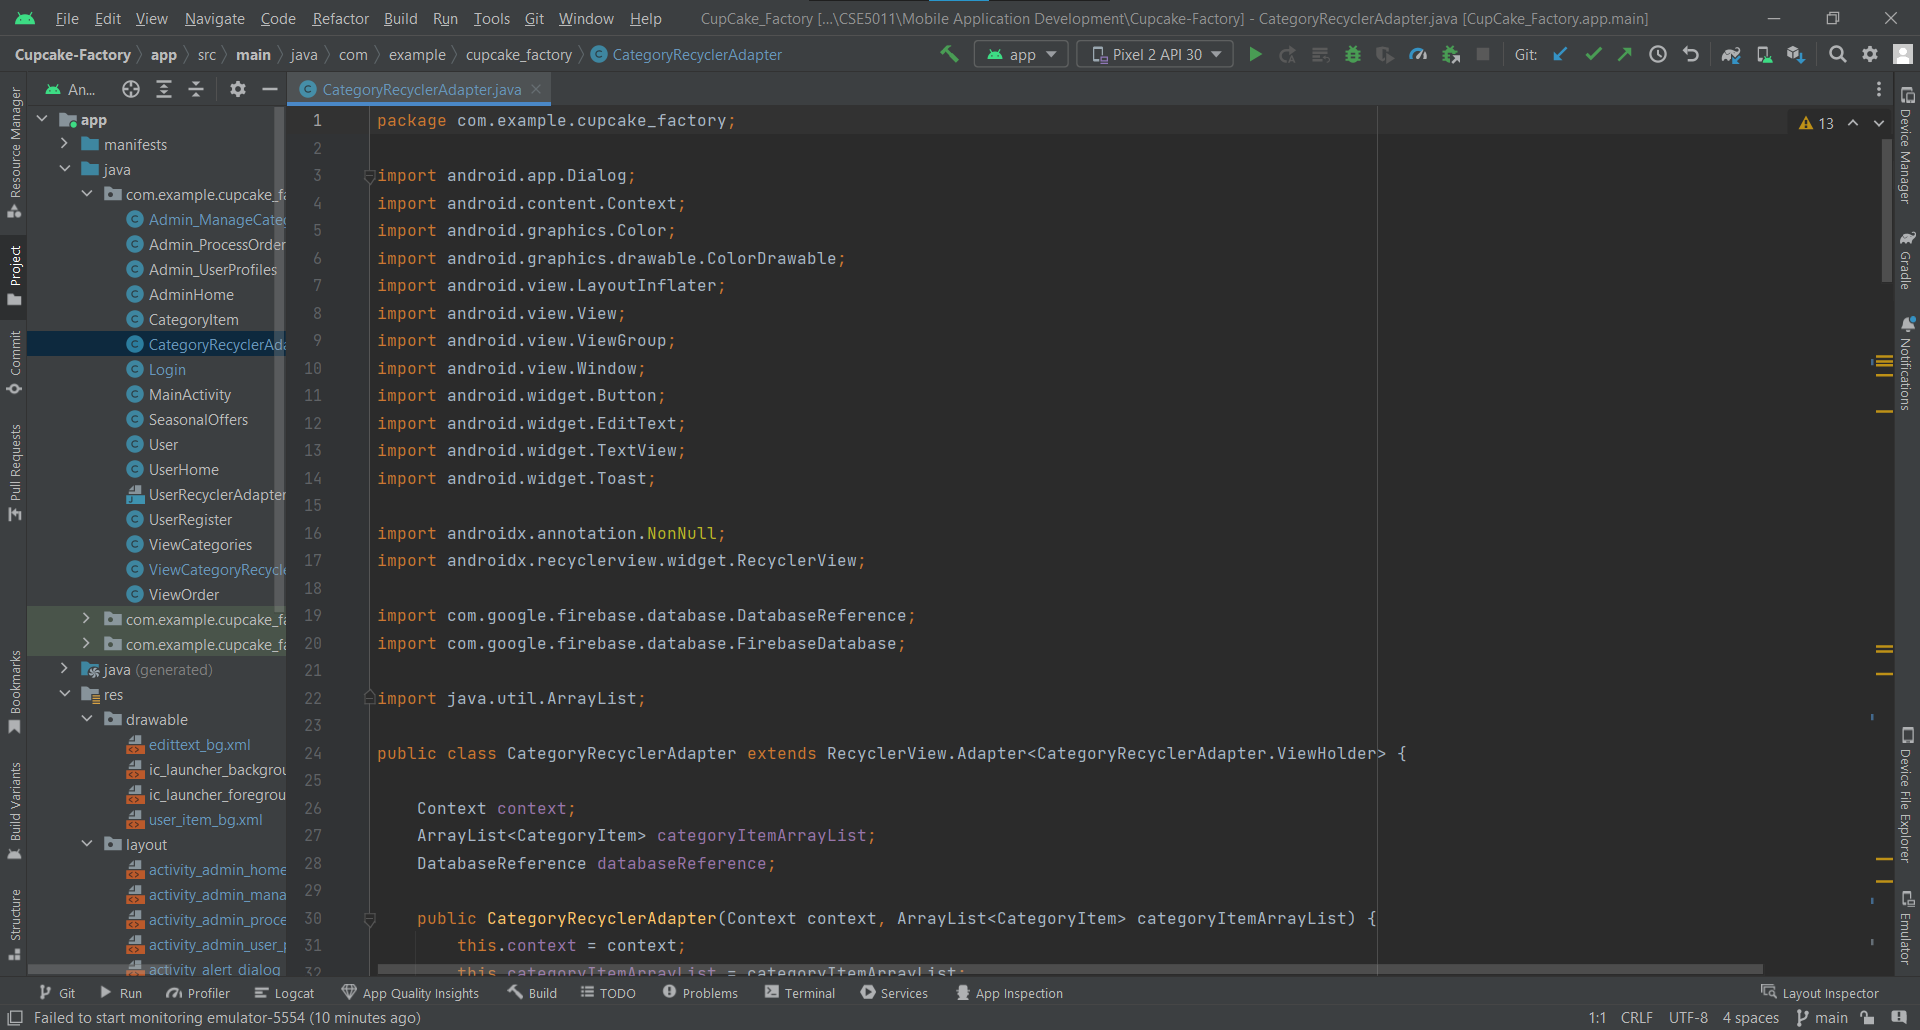 File Edit View Navigate Code Refactor Build Run Tools Git Window Help CupCake_Factory [...\CSE5011\Mobile Application Development\Cupcake-Factory] - CategoryRecyclerAdapter.java [CupCake_Factory.app.main]
Cupcake-Factory app src main java com example cupcake_factory CategoryRecyclerAdapter app Pixel 2 API 30 Git:
An...
CategoryRecyclerAdapter.java
Resource Manager
Project
Commit
Pull Requests
Bookmarks
Build Variants
Structure
app
manifests
java
com.example.cupcake_fa
Admin_ManageCateg
Admin_ProcessOrder
Admin_UserProfiles
AdminHome
CategoryItem
CategoryRecyclerAda
Login
MainActivity
SeasonalOffers
User
UserHome
UserRecyclerAdapter
UserRegister
ViewCategories
ViewCategoryRecycle
ViewOrder
com.example.cupcake_fa
com.example.cupcake_fa
java (generated)
res
drawable
edittext_bg.xml
ic_launcher_backgrou
ic_launcher_foregrou
user_item_bg.xml
layout
activity_admin_home
activity_admin_mana
activity_admin_proce
activity_admin_user_p
activity_alert_dialog
13
1 package com.example.cupcake_factory;
2
3 import android.app.Dialog;
4 import android.content.Context;
5 import android.graphics.Color;
6 import android.graphics.drawable.ColorDrawable;
7 import android.view.LayoutInflater;
8 import android.view.View;
9 import android.view.ViewGroup;
10 import android.view.Window;
11 import android.widget.Button;
12 import android.widget.EditText;
13 import android.widget.TextView;
14 import android.widget.Toast;
15
16 import androidx.annotation.NonNull;
17 import androidx.recyclerview.widget.RecyclerView;
18
19 import com.google.firebase.database.DatabaseReference;
20 import com.google.firebase.database.FirebaseDatabase;
21
22 import java.util.ArrayList;
23
24 public class CategoryRecyclerAdapter extends RecyclerView.Adapter<CategoryRecyclerAdapter.ViewHolder> {
25
26 Context context;
27 ArrayList<CategoryItem> categoryItemArrayList;
28 DatabaseReference databaseReference;
29
30 public CategoryRecyclerAdapter(Context context, ArrayList<CategoryItem> categoryItemArrayList) {
31 this.context = context;
32 this.categoryItemArrayList = categoryItemArrayList;
Device Manager
Gradle
Notifications
Device File Explorer
Emulator
Git Run Profiler Logcat App Quality Insights Build TODO Problems Terminal Services App Inspection Layout Inspector
Failed to start monitoring emulator-5554 (10 minutes ago) 1:1 CRLF UTF-8 4 spaces main